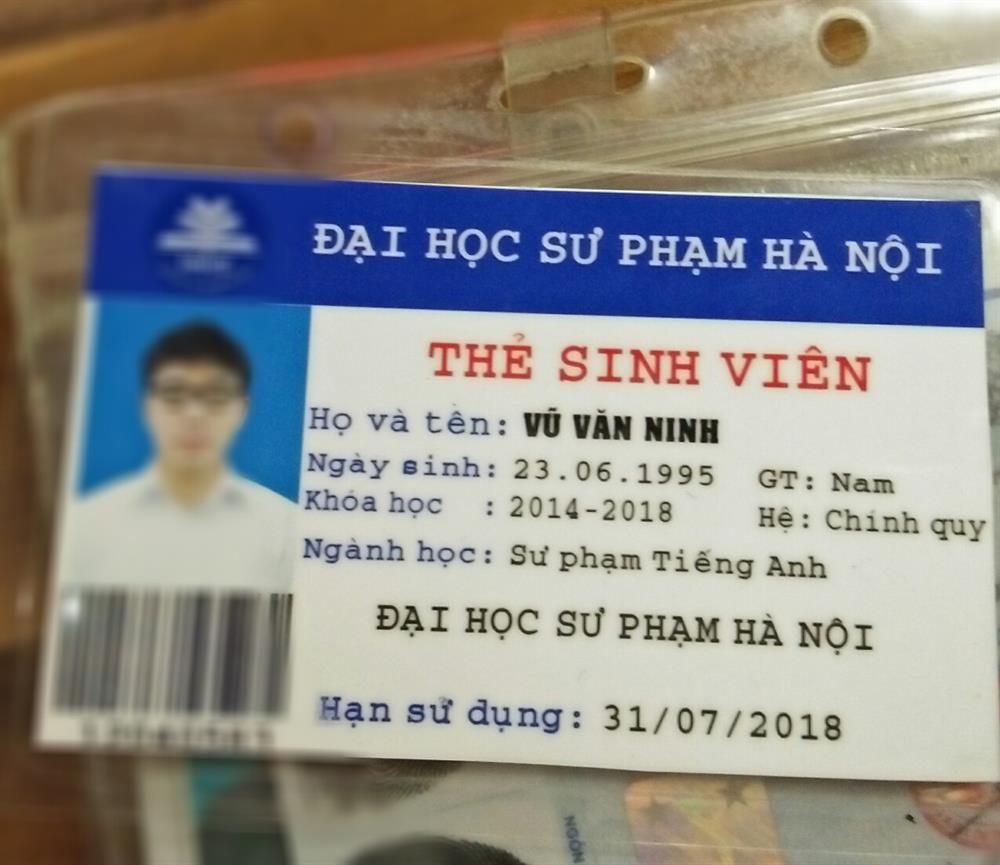 ĐẠI HỌC SƯ PHẠM HÀ NỘI
THẺ SINH VIÊN
Họ và tên: VŨ VĂN NINH
Ngày sinh: 23.06.1995 GT: Nam
Khóa học : 2014-2018 Hệ: Chính quy
Ngành học: Sư phạm Tiếng Anh
ĐẠI HỌC SƯ PHẠM HÀ NỘI
Hạn sử dụng: 31/07/2018
NGÓN